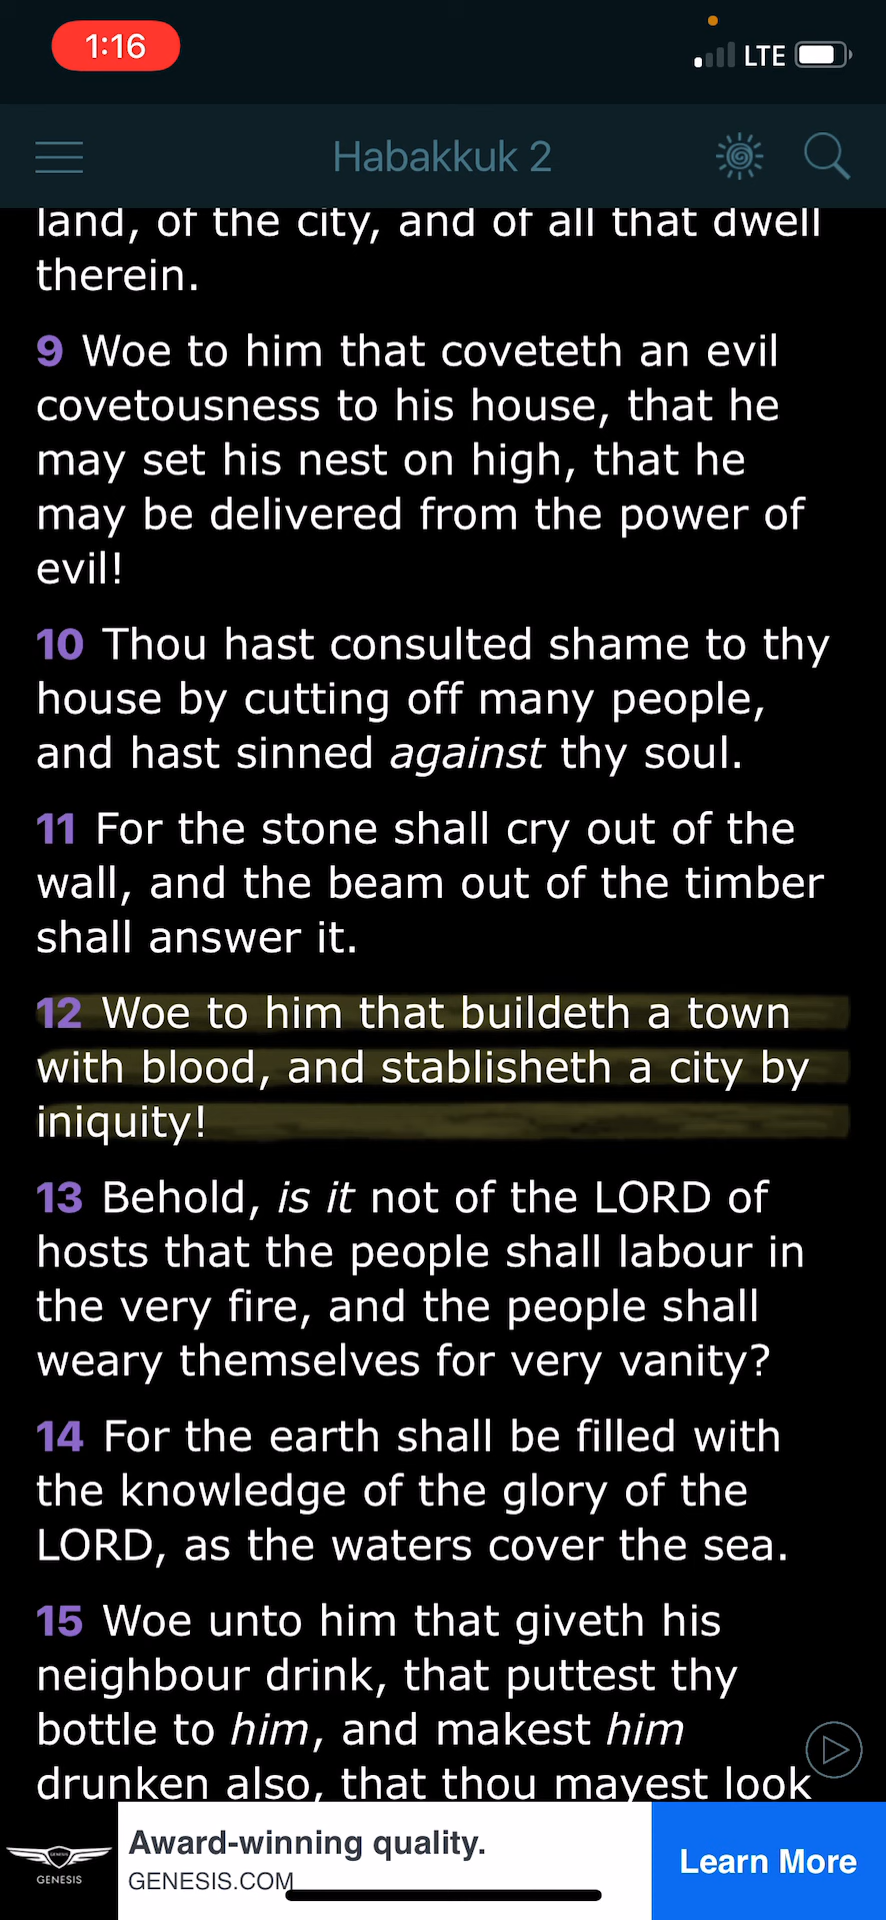 1:16
LTE
Habakkuk 2
land, of the city, and of all that dwell
therein.
9 Woe to him that coveteth an evil
covetousness to his house, that he
may set his nest on high, that he
may be delivered from the power of
evil!
10 Thou hast consulted shame to thy
house by cutting off many people,
and hast sinned against thy soul.
11 For the stone shall cry out of the
wall, and the beam out of the timber
shall answer it.
12 Woe to him that buildeth a town
with blood, and stablisheth a city by
iniquity!
13 Behold, is it not of the LORD of
hosts that the people shall labour in
the very fire, and the people shall
weary themselves for very vanity?
14 For the earth shall be filled with
the knowledge of the glory of the
LORD, as the waters cover the sea.
15 Woe unto him that giveth his
neighbour drink, that puttest thy
bottle to him, and makest him
drunken also, that thou mayest look
GENESIS
Award-winning quality.
GENESIS.COM
Learn More